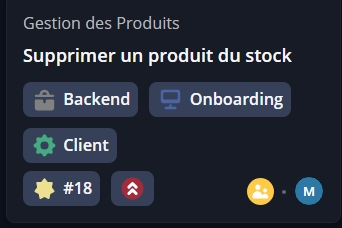 Gestion des Produits
Supprimer un produit du stock
Backend Onboarding
Client
#18 M